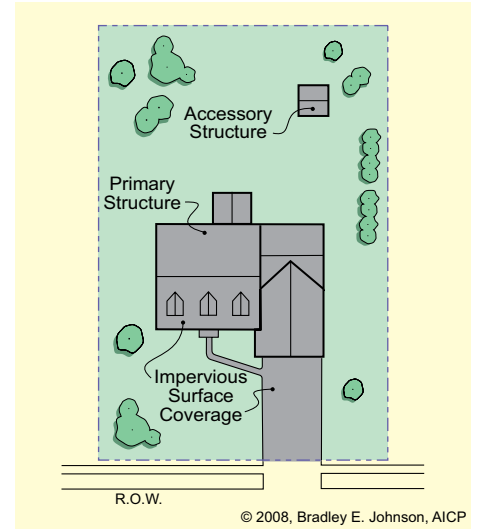 Accessory
Structure
Primary
Structure
Impervious
Surface
Coverage
R.O.W.
© 2008, Bradley E. Johnson, AICP